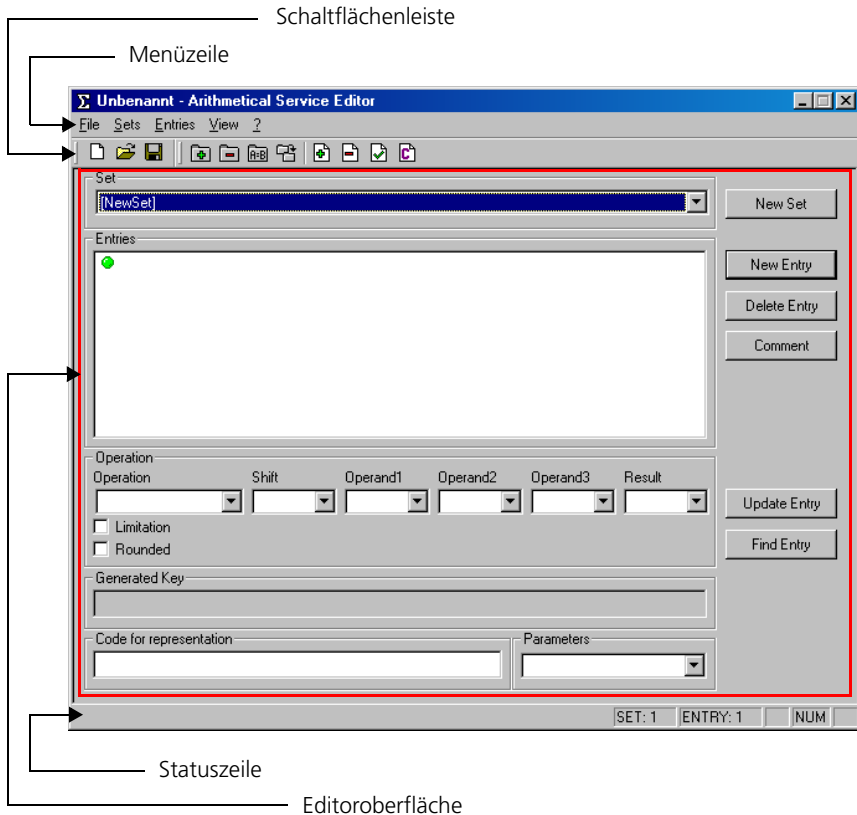 Schaltflächenleiste
Menüzeile
Σ Unbenannt - Arithmetical Service Editor
File Sets Entries View ?
A=B C
Set
[NewSet] New Set
Entries
New Entry
Delete Entry
Comment
Operation
Operation Shift Operand1 Operand2 Operand3 Result
Update Entry
Limitation
Rounded
Find Entry
Generated Key
Code for representation Parameters
SET: 1 ENTRY: 1 NUM
Statuszeile
Editoroberfläche